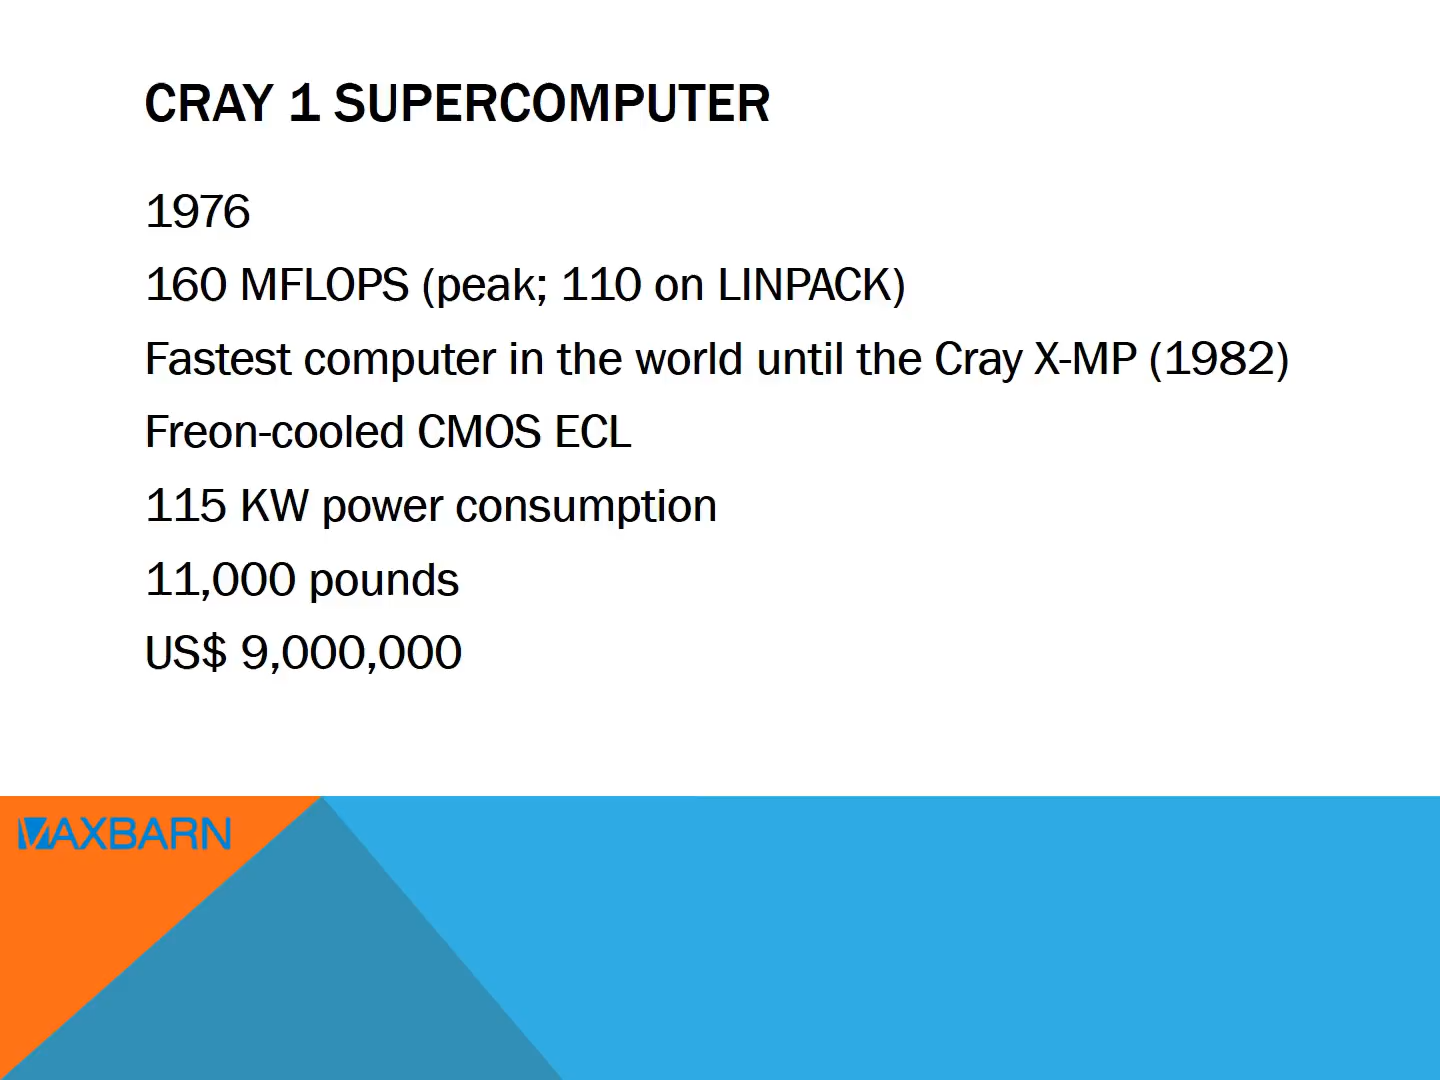 CRAY 1 SUPERCOMPUTER
1976
160 MFLOPS (peak; 110 on LINPACK)
Fastest computer in the world until the Cray X-MP (1982)
Freon-cooled CMOS ECL
115 KW power consumption
11,000 pounds
US$ 9,000,000
VAXBARN